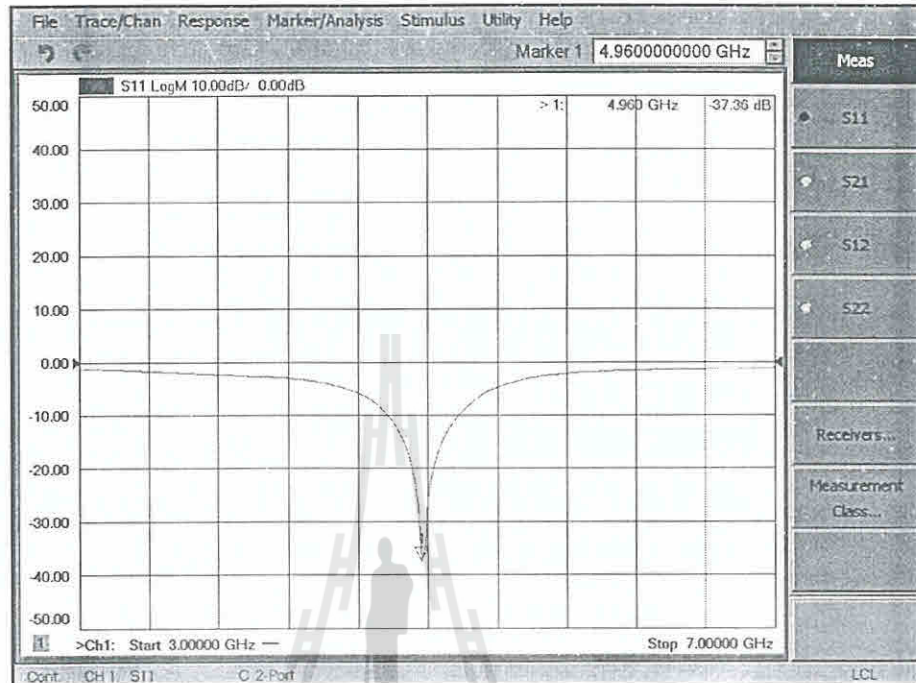 File Trace/Chan Response Marker/Analysis Stimulus Utility Help
Marker 1 4.9600000000 GHz
Meas
S11 LogM 10.00dB/ 0.00dB
> 1: 4.960 GHz -37.36 dB
50.00
40.00
30.00
20.00
10.00
0.00
-10.00
-20.00
-30.00
-40.00
-50.00
S11
S21
S12
S22
Receivers...
Measurement
Class...
1 >Ch1: Start 3.00000 GHz Stop 7.00000 GHz
Cont. CH 1 S11 C 2-Port LCL